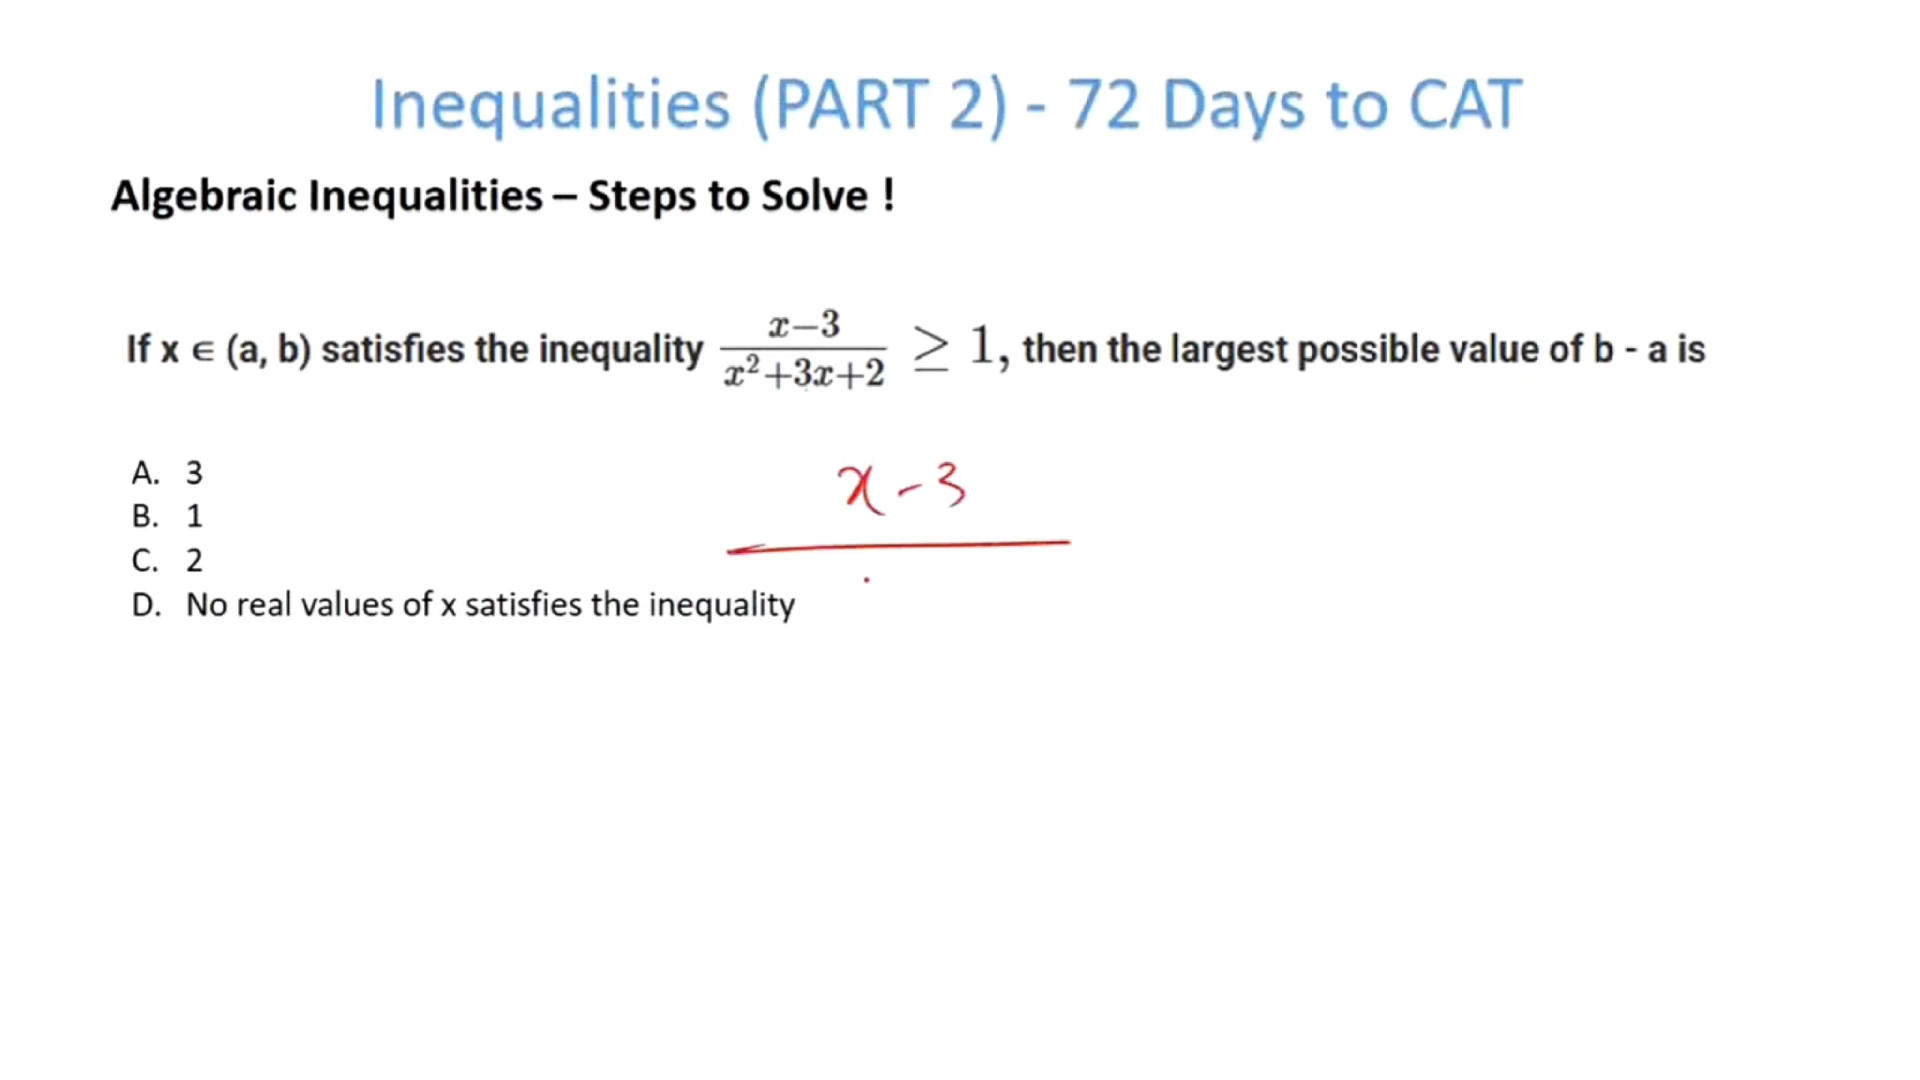 Inequalities (PART 2) - 72 Days to CAT
Algebraic Inequalities – Steps to Solve !
If x ∈ (a, b) satisfies the inequality \frac{x-3}{x^2+3x+2} ≥ 1, then the largest possible value of b - a is
A. 3
B. 1
C. 2
D. No real values of x satisfies the inequality
x - 3